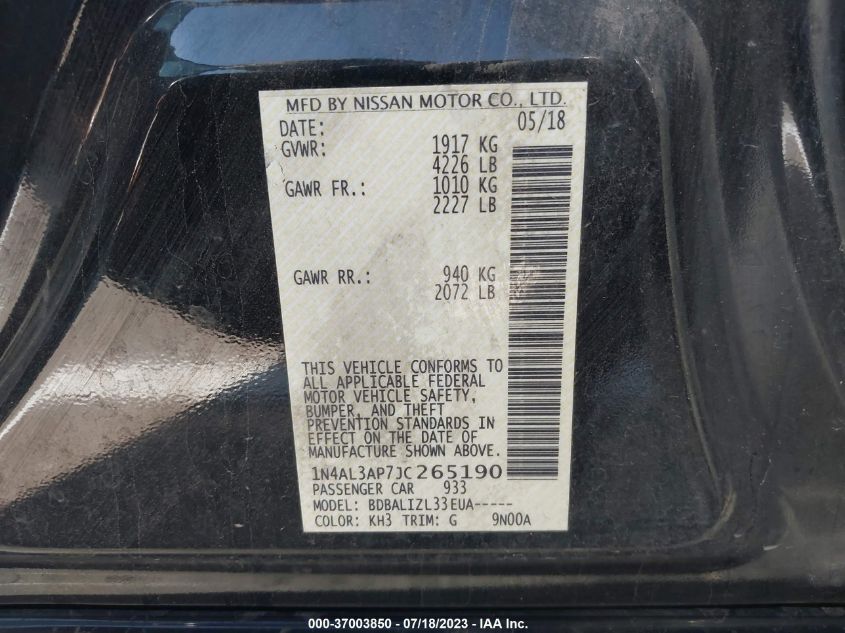 MFD BY NISSAN MOTOR CO., LTD.
DATE: 05/18
GVWR: 1917 KG
4226 LB
GAWR FR.: 1010 KG
2227 LB
GAWR RR.: 940 KG
2072 LB
THIS VEHICLE CONFORMS TO
ALL APPLICABLE FEDERAL
MOTOR VEHICLE SAFETY,
BUMPER, AND THEFT
PREVENTION STANDARDS IN
EFFECT ON THE DATE OF
MANUFACTURE SHOWN ABOVE.
1N4AL3AP7JC265190
PASSENGER CAR 933
MODEL: BDBALIZL33EUA-----
COLOR: KH3 TRIM: G 9N00A
000-37003850 - 07/18/2023 - IAA Inc.